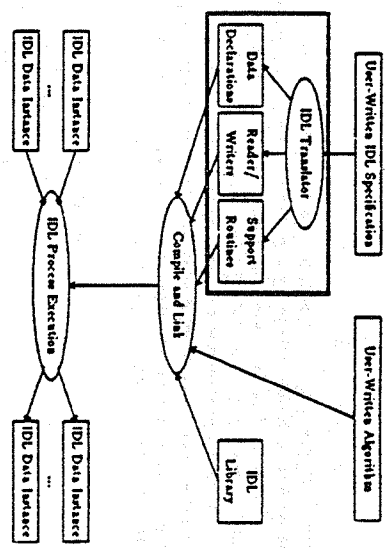 User-Written IDL Specification
User-Written Algorithm
IDL Translator
Data
Declarations
Reader/
Writers
Support
Routines
IDL
Library
Compile and Link
IDL Process Execution
IDL Data Instance
...
IDL Data Instance
IDL Data Instance
...
IDL Data Instance